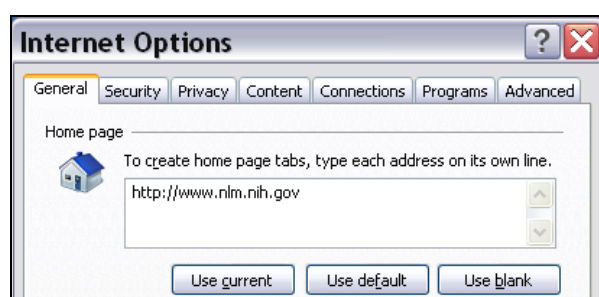 Internet Options ? X
General Security Privacy Content Connections Programs Advanced
Home page
To create home page tabs, type each address on its own line.
http://www.nlm.nih.gov
Use current Use default Use blank